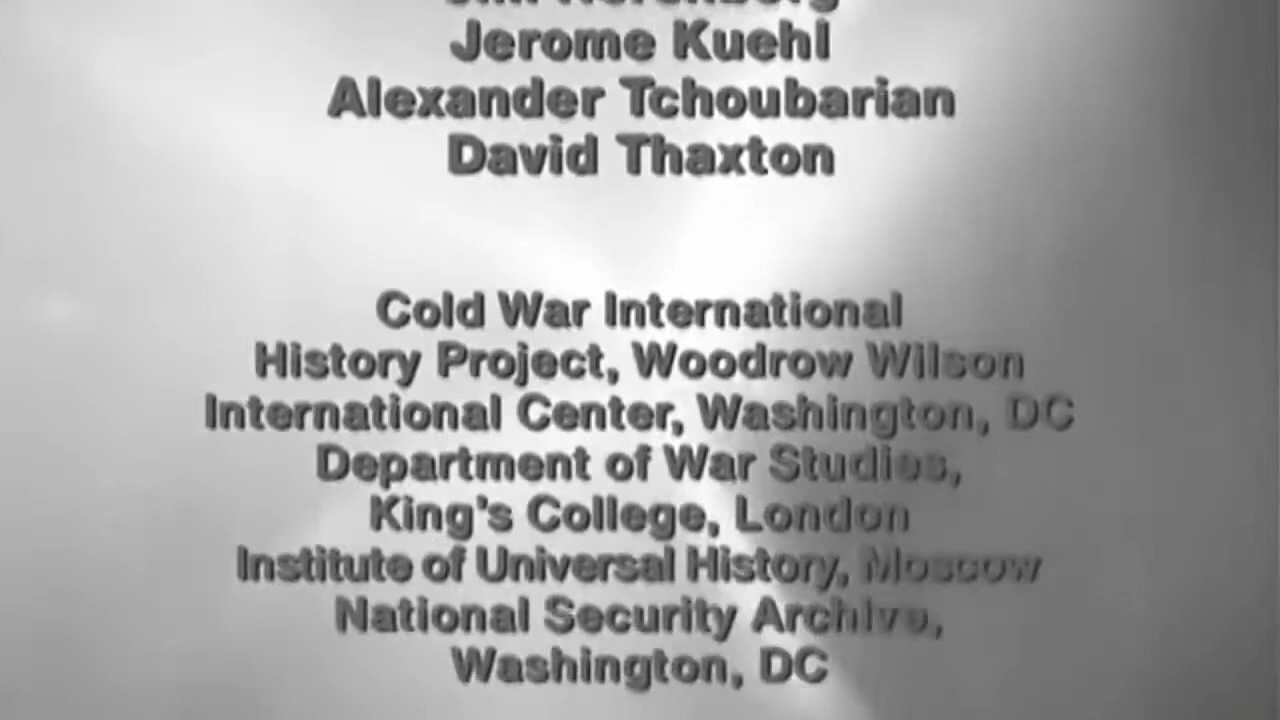 Jerome Kuehl
Alexander Tchoubarian
David Thaxton
Cold War International
History Project, Woodrow Wilson
International Center, Washington, DC
Department of War Studies,
King's College, London
Institute of Universal History, Moscow
National Security Archive,
Washington, DC